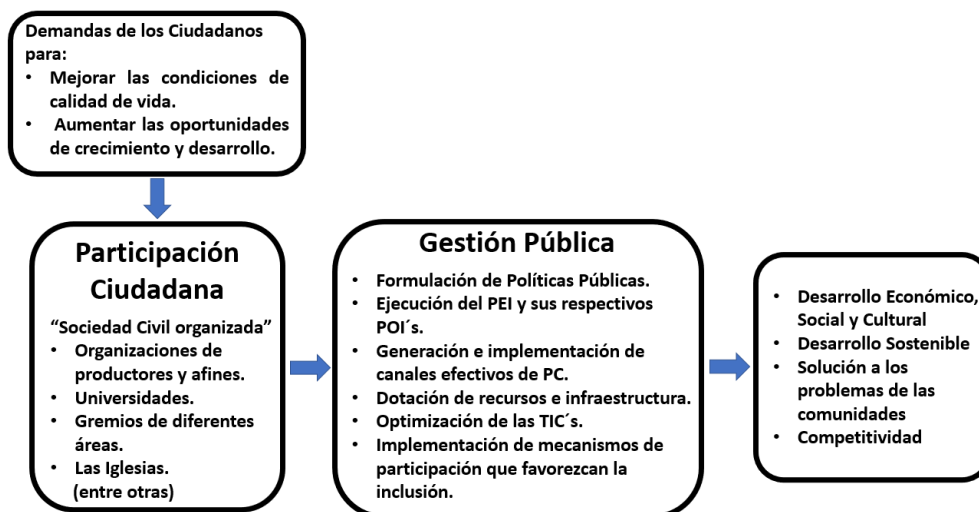 Demandas de los Ciudadanos
para:
• Mejorar las condiciones de
calidad de vida.
• Aumentar las oportunidades
de crecimiento y desarrollo.
Participación
Ciudadana
“Sociedad Civil organizada”
• Organizaciones de
productores y afines.
• Universidades.
• Gremios de diferentes
áreas.
• Las Iglesias.
(entre otras)
Gestión Pública
• Formulación de Políticas Públicas.
• Ejecución del PEI y sus respectivos
POI´s.
• Generación e implementación de
canales efectivos de PC.
• Dotación de recursos e infraestructura.
• Optimización de las TIC´s.
• Implementación de mecanismos de
participación que favorezcan la
inclusión.
• Desarrollo Económico,
Social y Cultural
• Desarrollo Sostenible
• Solución a los
problemas de las
comunidades
• Competitividad